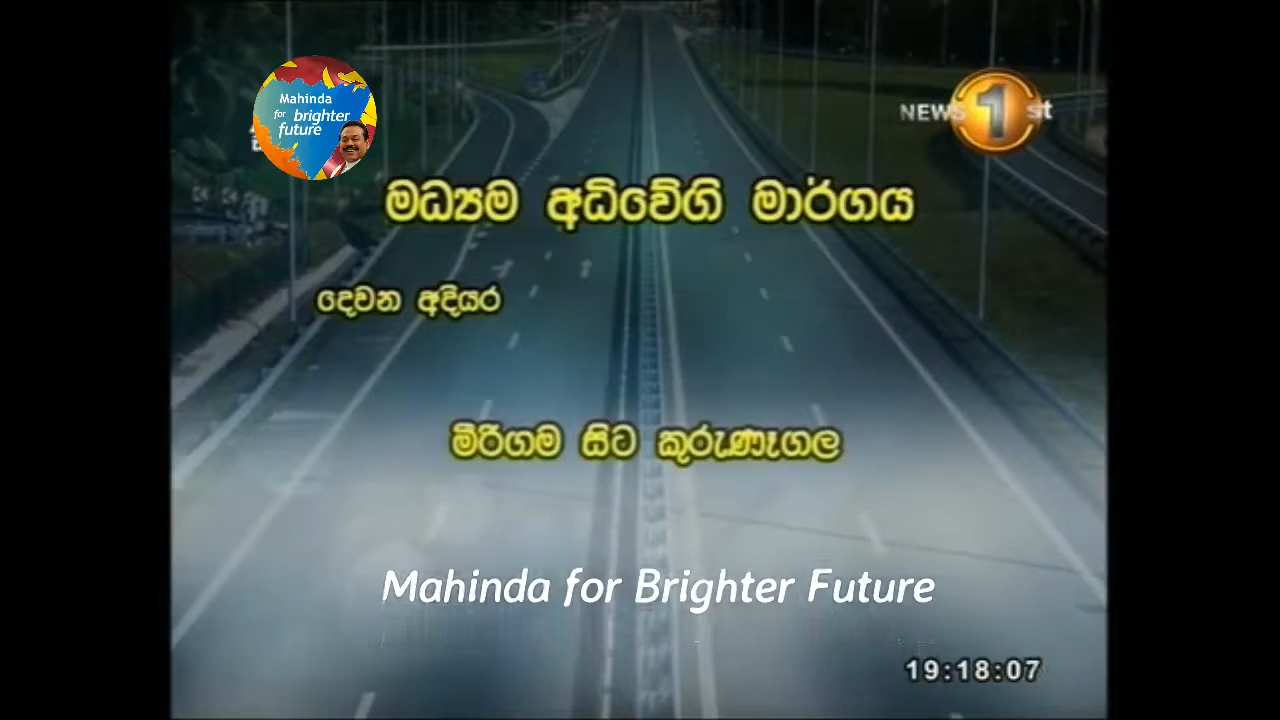 Mahinda
for brighter
future
NEWS 1st
මධ්‍යම අධිවේගි මාර්ගය
දෙවන අදියර
මීරිගම සිට කුරුණෑගල
Mahinda for Brighter Future
19:18:07